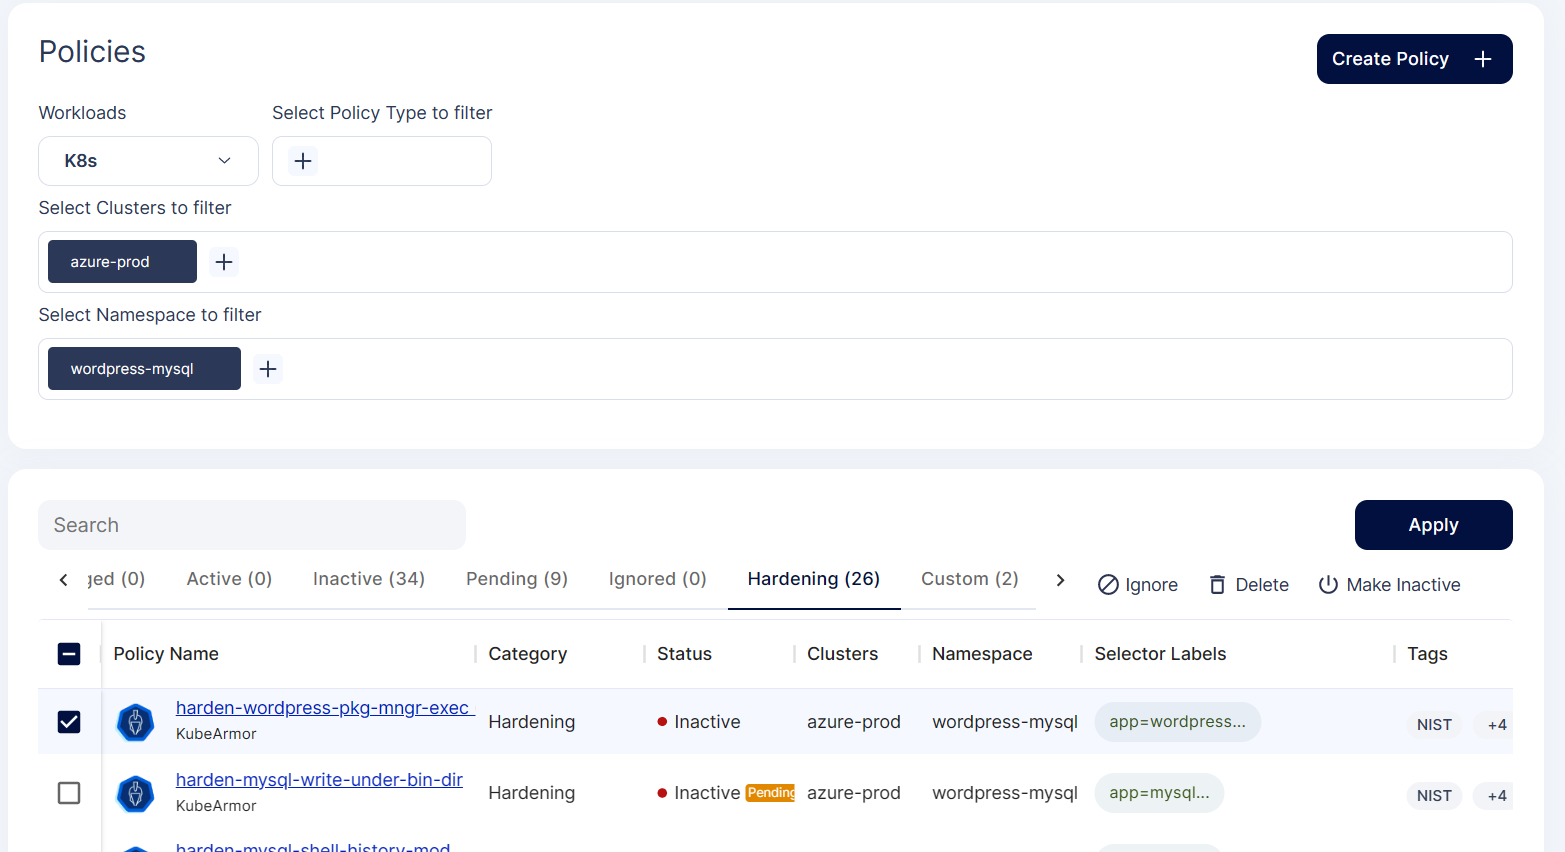 Policies
Create Policy
Workloads
Select Policy Type to filter
K8s
Select Clusters to filter
azure-prod
Select Namespace to filter
wordpress-mysql
Search
Apply
ged (0)
Active (0)
Inactive (34)
Pending (9)
Ignored (0)
Hardening (26)
Custom (2)
Ignore
Delete
Make Inactive
Policy Name
Category
Status
Clusters
Namespace
Selector Labels
Tags
harden-wordpress-pkg-mngr-exec
KubeArmor
Hardening
Inactive
azure-prod
wordpress-mysql
app=wordpress...
NIST
+4
harden-mysql-write-under-bin-dir
KubeArmor
Hardening
Inactive
Pending
azure-prod
wordpress-mysql
app=mysql...
NIST
+4
harden-mysql-shell-history-mod